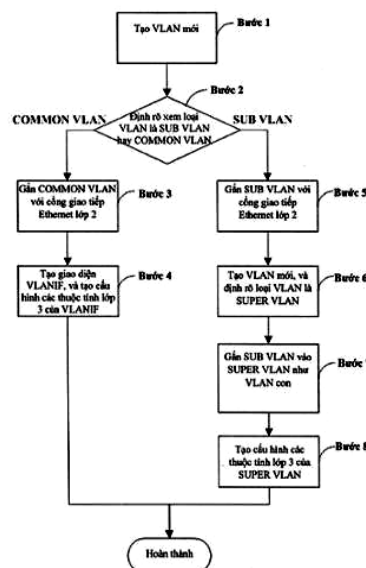 Bước 1
Tạo VLAN mới
Bước 2
COMMON VLAN
Định rõ xem loại
VLAN là SUB VLAN
hay COMMON VLAN
SUB VLAN
Gắn COMMON VLAN
với cổng giao tiếp
Ethernet lớp 2
Bước 3
Gắn SUB VLAN với
cổng giao tiếp
Ethernet lớp 2
Bước 5
Tạo giao diện
VLANIF, và tạo cấu
hình các thuộc tính lớp
3 của VLANIF
Bước 4
Tạo VLAN mới, và
định rõ loại VLAN là
SUPER VLAN
Bước 6
Gắn SUB VLAN vào
SUPER VLAN như
VLAN con
Bước
Tạo cấu hình các
thuộc tính lớp 3 của
SUPER VLAN
Bước 8
Hoàn thành